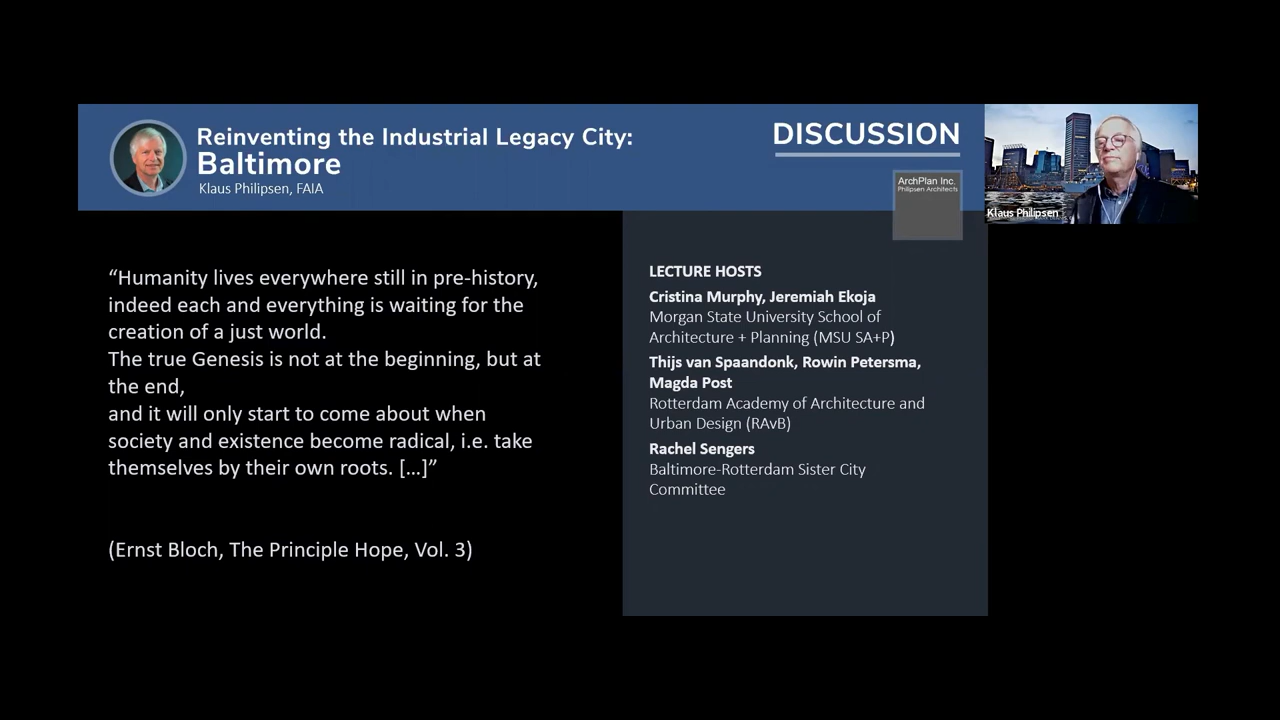 Reinventing the Industrial Legacy City:
Baltimore
Klaus Philipsen, FAIA
DISCUSSION
ArchPlan Inc.
Philipsen Architects
Klaus Philipsen
“Humanity lives everywhere still in pre-history,
indeed each and everything is waiting for the
creation of a just world.
The true Genesis is not at the beginning, but at
the end,
and it will only start to come about when
society and existence become radical, i.e. take
themselves by their own roots. […]”
(Ernst Bloch, The Principle Hope, Vol. 3)
LECTURE HOSTS
Cristina Murphy, Jeremiah Ekoja
Morgan State University School of
Architecture + Planning (MSU SA+P)
Thijs van Spaandonk, Rowin Petersma,
Magda Post
Rotterdam Academy of Architecture and
Urban Design (RAvB)
Rachel Sengers
Baltimore-Rotterdam Sister City
Committee